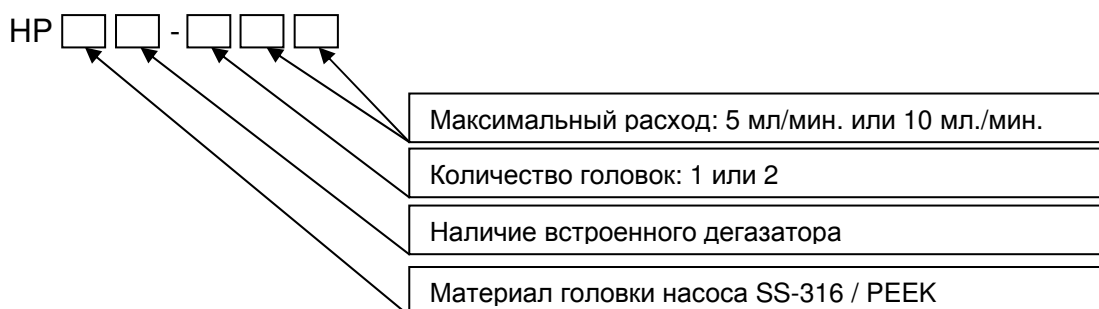 НР -
Максимальный расход: 5 мл/мин. или 10 мл./мин.
Количество головок: 1 или 2
Наличие встроенного дегазатора
Материал головки насоса SS-316 / PEEK